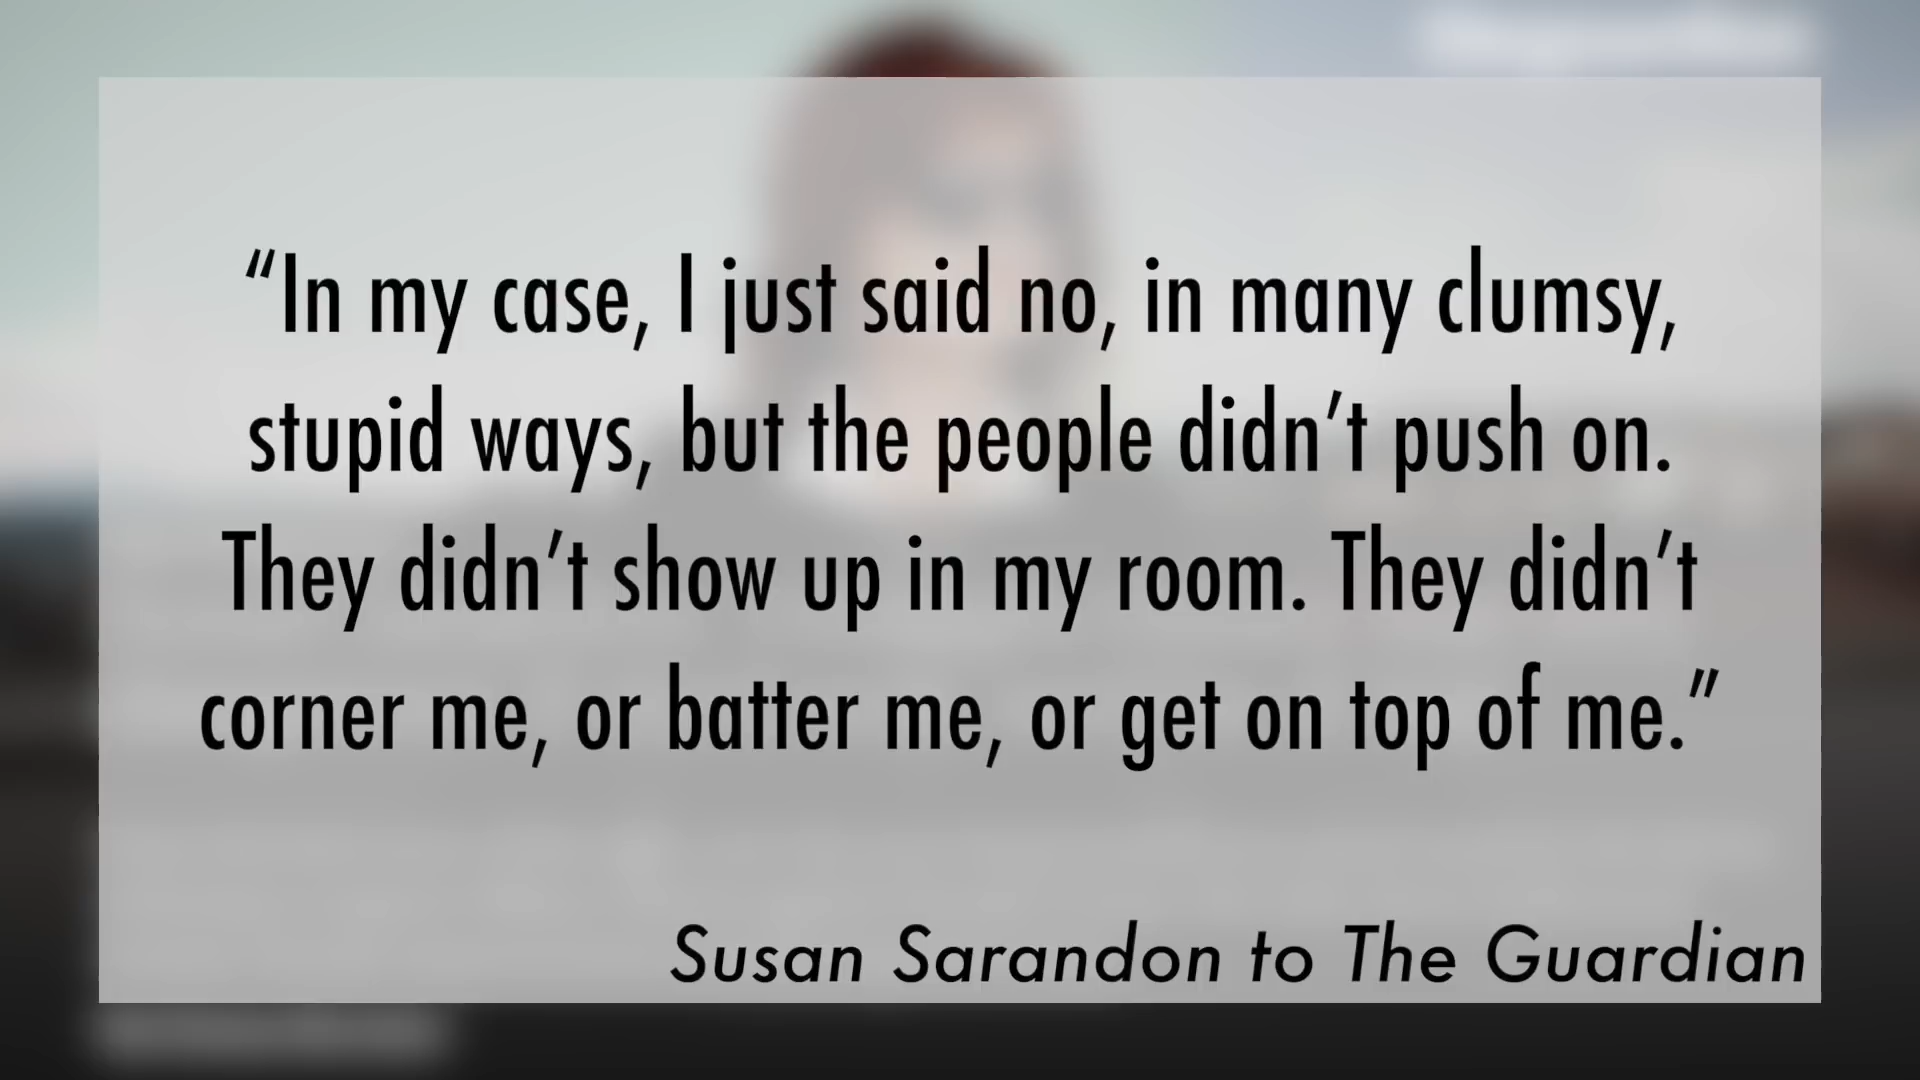 “In my case, I just said no, in many clumsy,
stupid ways, but the people didn’t push on.
They didn’t show up in my room. They didn’t
corner me, or batter me, or get on top of me.”
Susan Sarandon to The Guardian